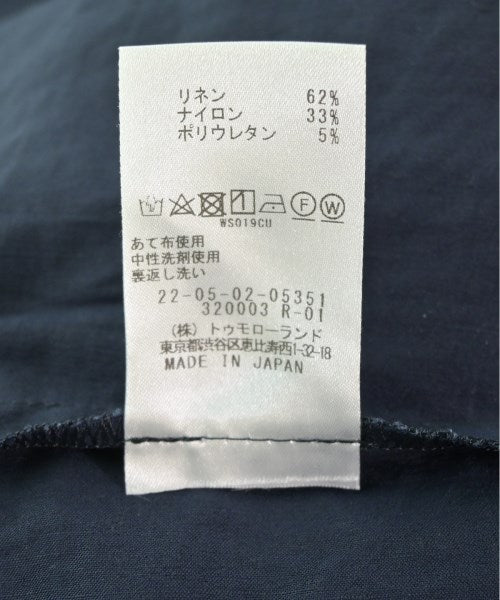 リネン 62%
ナイロン 33%
ポリウレタン 5%
F W
WS019CU
あて布使用
中性洗剤使用
裏返し洗い
22-05-02-05351
320003 R-01
(株)トゥモローランド
東京都渋谷区恵比寿西1-32-18
MADE IN JAPAN